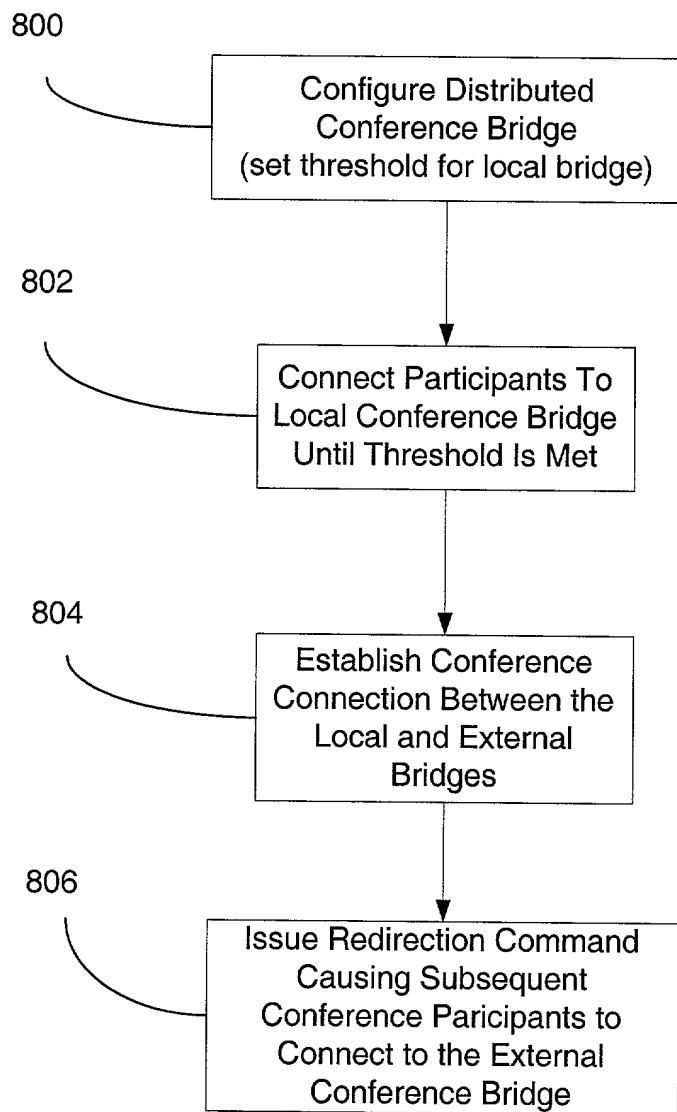 800
Configure Distributed
Conference Bridge
(set threshold for local bridge)
802
Connect Participants To
Local Conference Bridge
Until Threshold Is Met
804
Establish Conference
Connection Between the
Local and External
Bridges
806
Issue Redirection Command
Causing Subsequent
Conference Paricipants to
Connect to the External
Conference Bridge